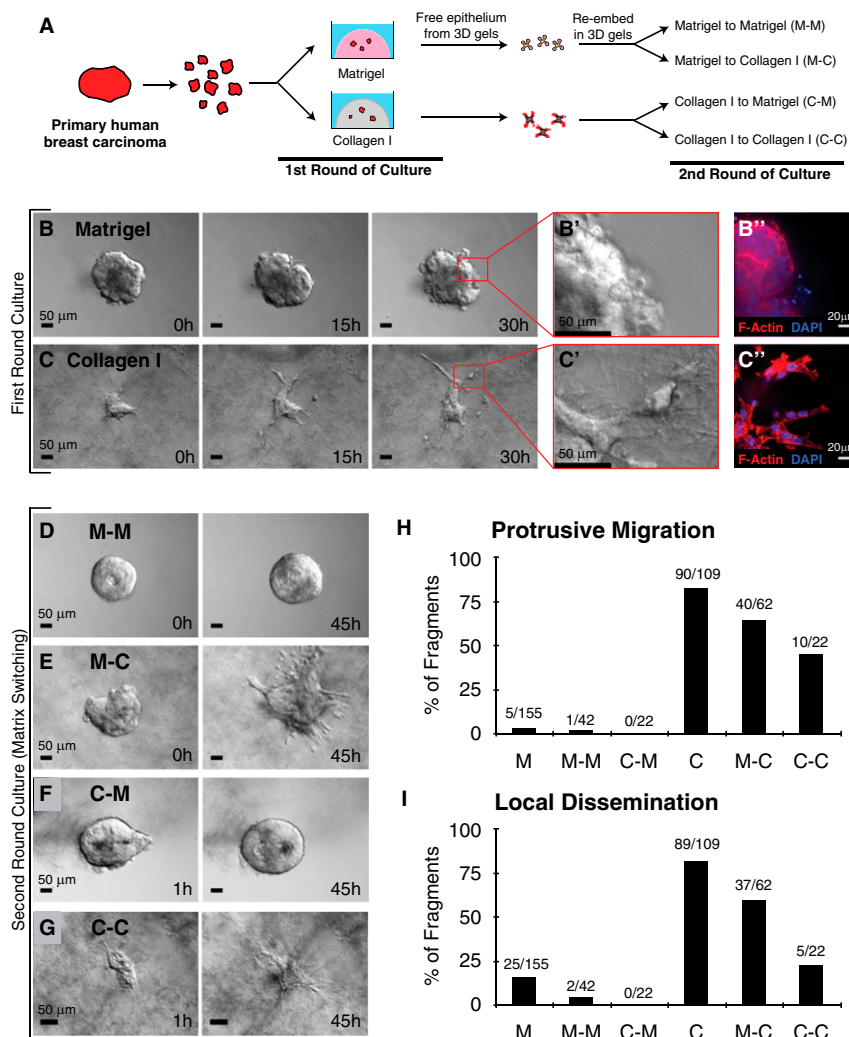 A
Primary human
breast carcinoma
Matrigel
Collagen I
1st Round of Culture
Free epithelium
from 3D gels
Re-embed
in 3D gels
Matrigel to Matrigel (M-M)
Matrigel to Collagen I (M-C)
Collagen I to Matrigel (C-M)
Collagen I to Collagen I (C-C)
2nd Round of Culture
First Round Culture
B Matrigel
50 µm
0h
15h
30h
B'
50 µm
B''
F-Actin DAPI
20µ
C Collagen I
50 µm
0h
15h
30h
C'
50 µm
C''
F-Actin DAPI
20µ
Second Round Culture (Matrix Switching)
D M-M
50 µm
0h
45h
E M-C
50 µm
0h
45h
F C-M
50 µm
1h
45h
G C-C
50 µm
1h
45h
H Protrusive Migration
% of Fragments
100
75
50
25
0
5/155
1/42
0/22
90/109
40/62
10/22
M M-M C-M C M-C C-C
I Local Dissemination
% of Fragments
100
75
50
25
0
25/155
2/42
0/22
89/109
37/62
5/22
M M-M C-M C M-C C-C